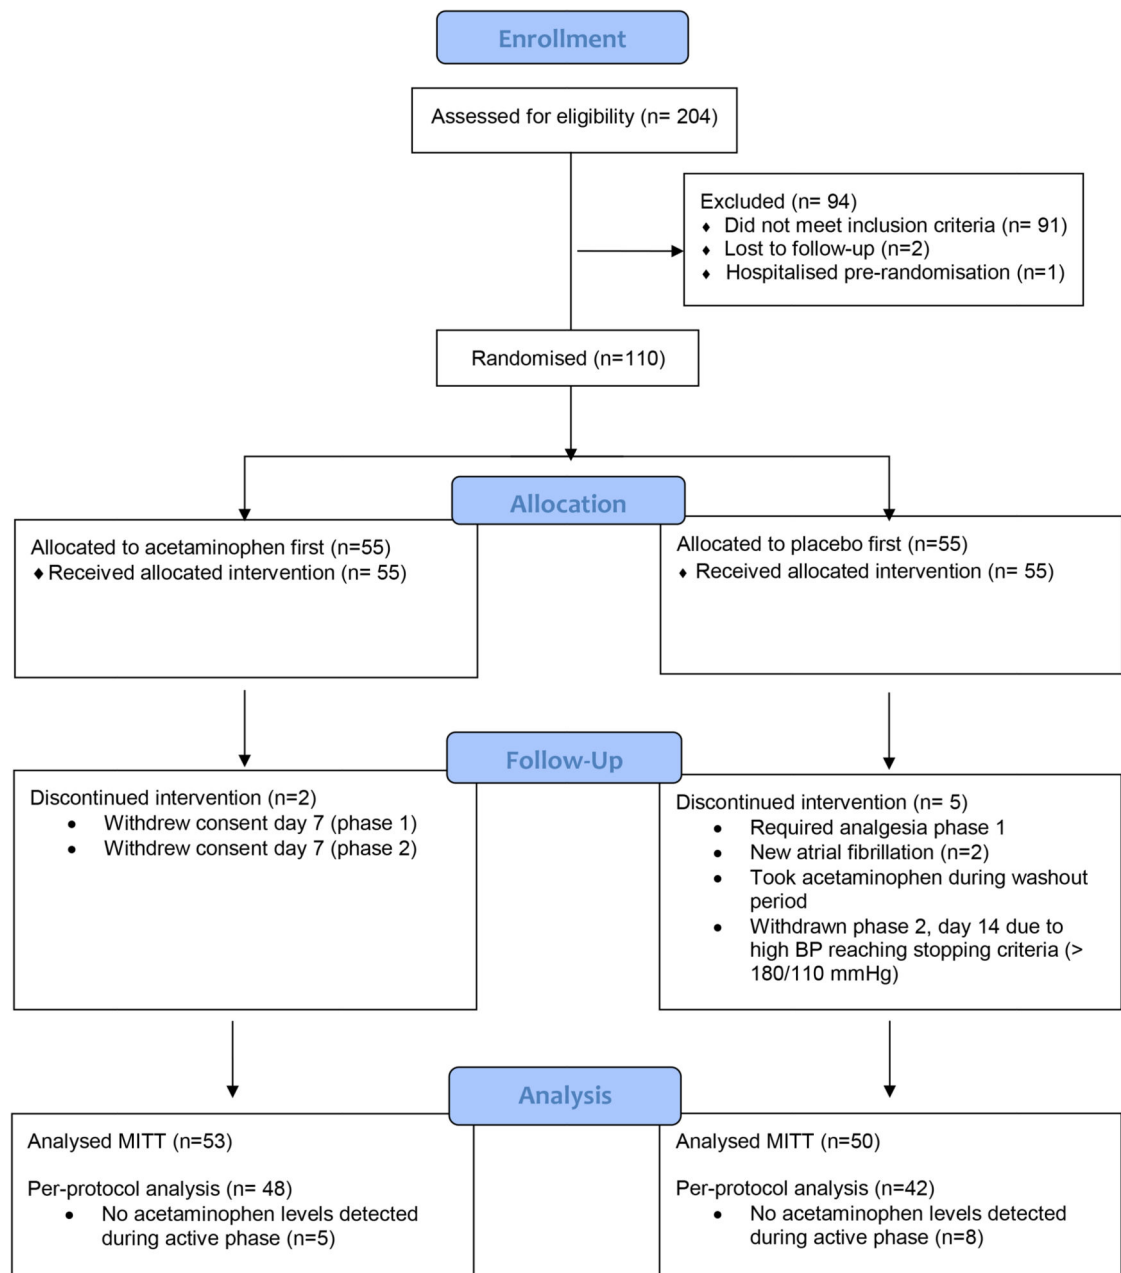 Enrollment
Assessed for eligibility (n= 204)
Excluded (n= 94)
♦ Did not meet inclusion criteria (n= 91)
♦ Lost to follow-up (n=2)
♦ Hospitalised pre-randomisation (n=1)
Randomised (n=110)
Allocation
Allocated to acetaminophen first (n=55)
♦ Received allocated intervention (n= 55)
Allocated to placebo first (n=55)
♦ Received allocated intervention (n= 55)
Follow-Up
Discontinued intervention (n=2)
• Withdrew consent day 7 (phase 1)
• Withdrew consent day 7 (phase 2)
Discontinued intervention (n= 5)
• Required analgesia phase 1
• New atrial fibrillation (n=2)
• Took acetaminophen during washout
period
• Withdrawn phase 2, day 14 due to
high BP reaching stopping criteria (>
180/110 mmHg)
Analysis
Analysed MITT (n=53)
Per-protocol analysis (n= 48)
• No acetaminophen levels detected
during active phase (n=5)
Analysed MITT (n=50)
Per-protocol analysis (n=42)
• No acetaminophen levels detected
during active phase (n=8)